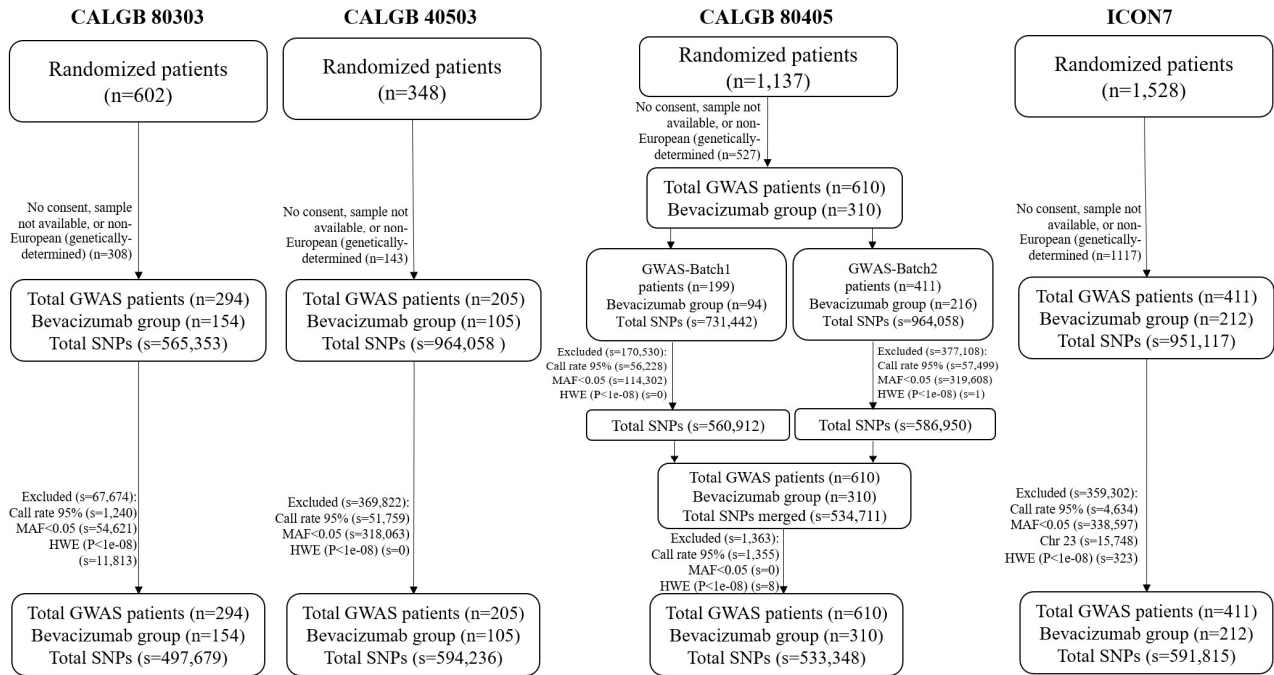 CALGB 80303
Randomized patients
(n=602)
No consent, sample
not available, or non-
European (genetically-
determined) (n=308)
Total GWAS patients (n=294)
Bevacizumab group (n=154)
Total SNPs (s=565,353)
Excluded (s=67,674):
Call rate 95% (s=1,240)
MAF<0.05 (s=54,621)
HWE (P<1e-08)
(s=11,813)
Total GWAS patients (n=294)
Bevacizumab group (n=154)
Total SNPs (s=497,679)
CALGB 40503
Randomized patients
(n=348)
No consent, sample not
available, or non-
European (genetically-
determined (n=143)
Total GWAS patients (n=205)
Bevacizumab group (n=105)
Total SNPs (s=964,058 )
Excluded (s=369,822):
Call rate 95% (s=51,759)
MAF<0.05 (s=318,063)
HWE (P<1e-08) (s=0)
Total GWAS patients (n=205)
Bevacizumab group (n=105)
Total SNPs (s=594,236)
CALGB 80405
Randomized patients
(n=1,137)
No consent, sample not
available, or non-
European (genetically-
determined (n=527)
Total GWAS patients (n=610)
Bevacizumab group (n=310)
GWAS-Batch1
patients (n=199)
Bevacizumab group (n=94)
Total SNPs (s=731,442)
Excluded (s=170,530):
Call rate 95% (s=56,228)
MAF<0.05 (s=114,302)
HWE (P<1e-08) (s=0)
Total SNPs (s=560,912)
GWAS-Batch2
patients (n=411)
Bevacizumab group (n=216)
Total SNPs (s=964,058)
Excluded (s=377,108):
Call rate 95% (s=57,499)
MAF<0.05 (s=319,608)
HWE (P<1e-08) (s=1)
Total SNPs (s=586,950)
Total GWAS patients (n=610)
Bevacizumab group (n=310)
Total SNPs merged (s=534,711)
Excluded (s=1,363):
Call rate 95% (s=1,355)
MAF<0.05 (s=0)
HWE (P<1e-08) (s=8)
Total GWAS patients (n=610)
Bevacizumab group (n=310)
Total SNPs (s=533,348)
ICON7
Randomized patients
(n=1,528)
No consent, sample not
available, or non-
European (genetically-
determined (n=1117)
Total GWAS patients (n=411)
Bevacizumab group (n=212)
Total SNPs (s=951,117)
Excluded (s=359,302):
Call rate 95% (s=4,634)
MAF<0.05 (s=338,597)
Chr 23 (s=15,748)
HWE (P<1e-08) (s=323)
Total GWAS patients (n=411)
Bevacizumab group (n=212)
Total SNPs (s=591,815)